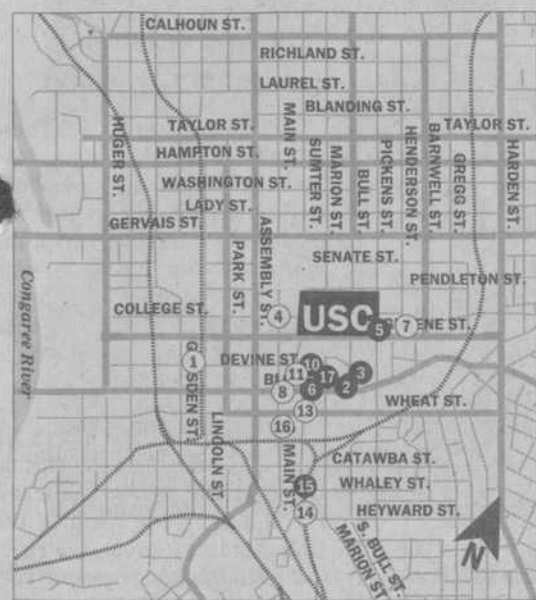 CALHOUN ST.
RICHLAND ST.
LAUREL ST.
BLANDING ST.
TAYLOR ST.
TAYLOR ST.
HAMPTON ST.
WASHINGTON ST.
LADY ST.
GERVAIS ST.
HUGER ST.
MAIN ST.
SUMTER ST.
MARION ST.
BULL ST.
PICKENS ST.
HENDERSON ST.
BARNWELL ST.
GREGG ST.
HARDEN ST.
ASSEMBLY ST.
PARK ST.
SENATE ST.
PENDLETON ST.
Congaree River
COLLEGE ST.
4
USC
5
7
ST.
1
DEVINE ST.
10
11
17
3
8
6
2
WHEAT ST.
13
16
LINCOLN ST.
MAIN ST.
CATAWBA ST.
15
WHALEY ST.
14
HEYWARD ST.
S. BULL ST.
MARION ST.
N